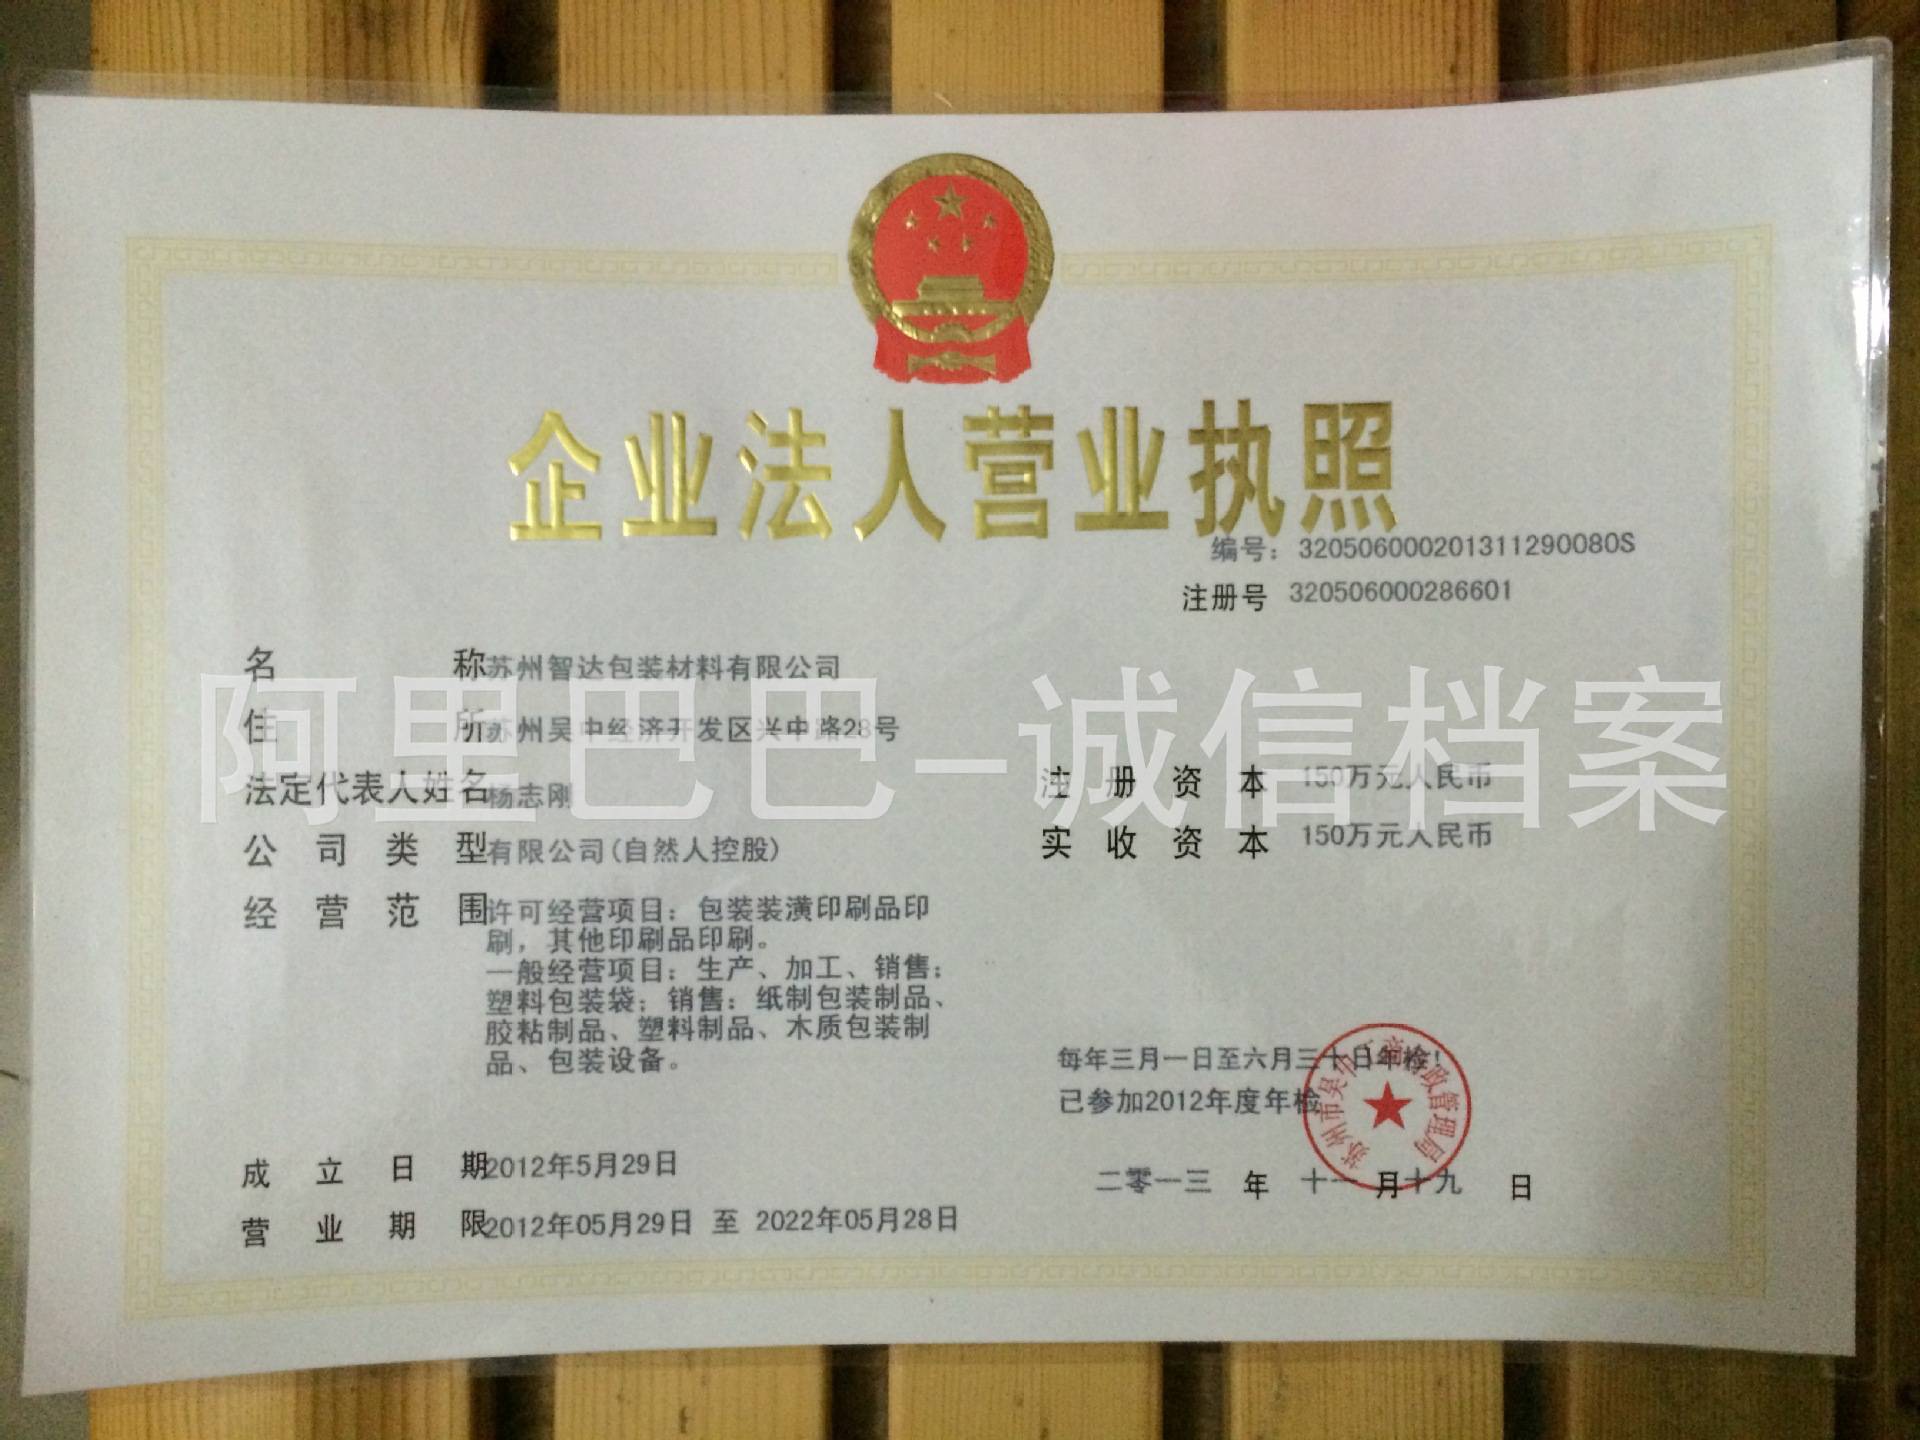 企业法人营业执照
编号: 320506000201311290080S
注册号 320506000286601
名称 苏州智达包装材料有限公司
住所 苏州吴中经济开发区兴中路28号
法定代表人姓名 杨志刚
注册资本 150万元人民币
公司类型 有限公司(自然人控股)
实收资本 150万元人民币
经营范围 许可经营项目: 包装装潢印刷品印
刷, 其他印刷品印刷。
一般经营项目: 生产、加工、销售:
塑料包装袋; 销售: 纸制包装制品、
胶粘制品、塑料制品、木质包装制
品、包装设备。
每年三月一日至六月三十日年检!
已参加2012年度年检
成立日期 2012年5月29日
二零一三 年 十一 月 十九 日
营业期限 2012年05月29日 至 2022年05月28日
阿里巴巴-诚信档案